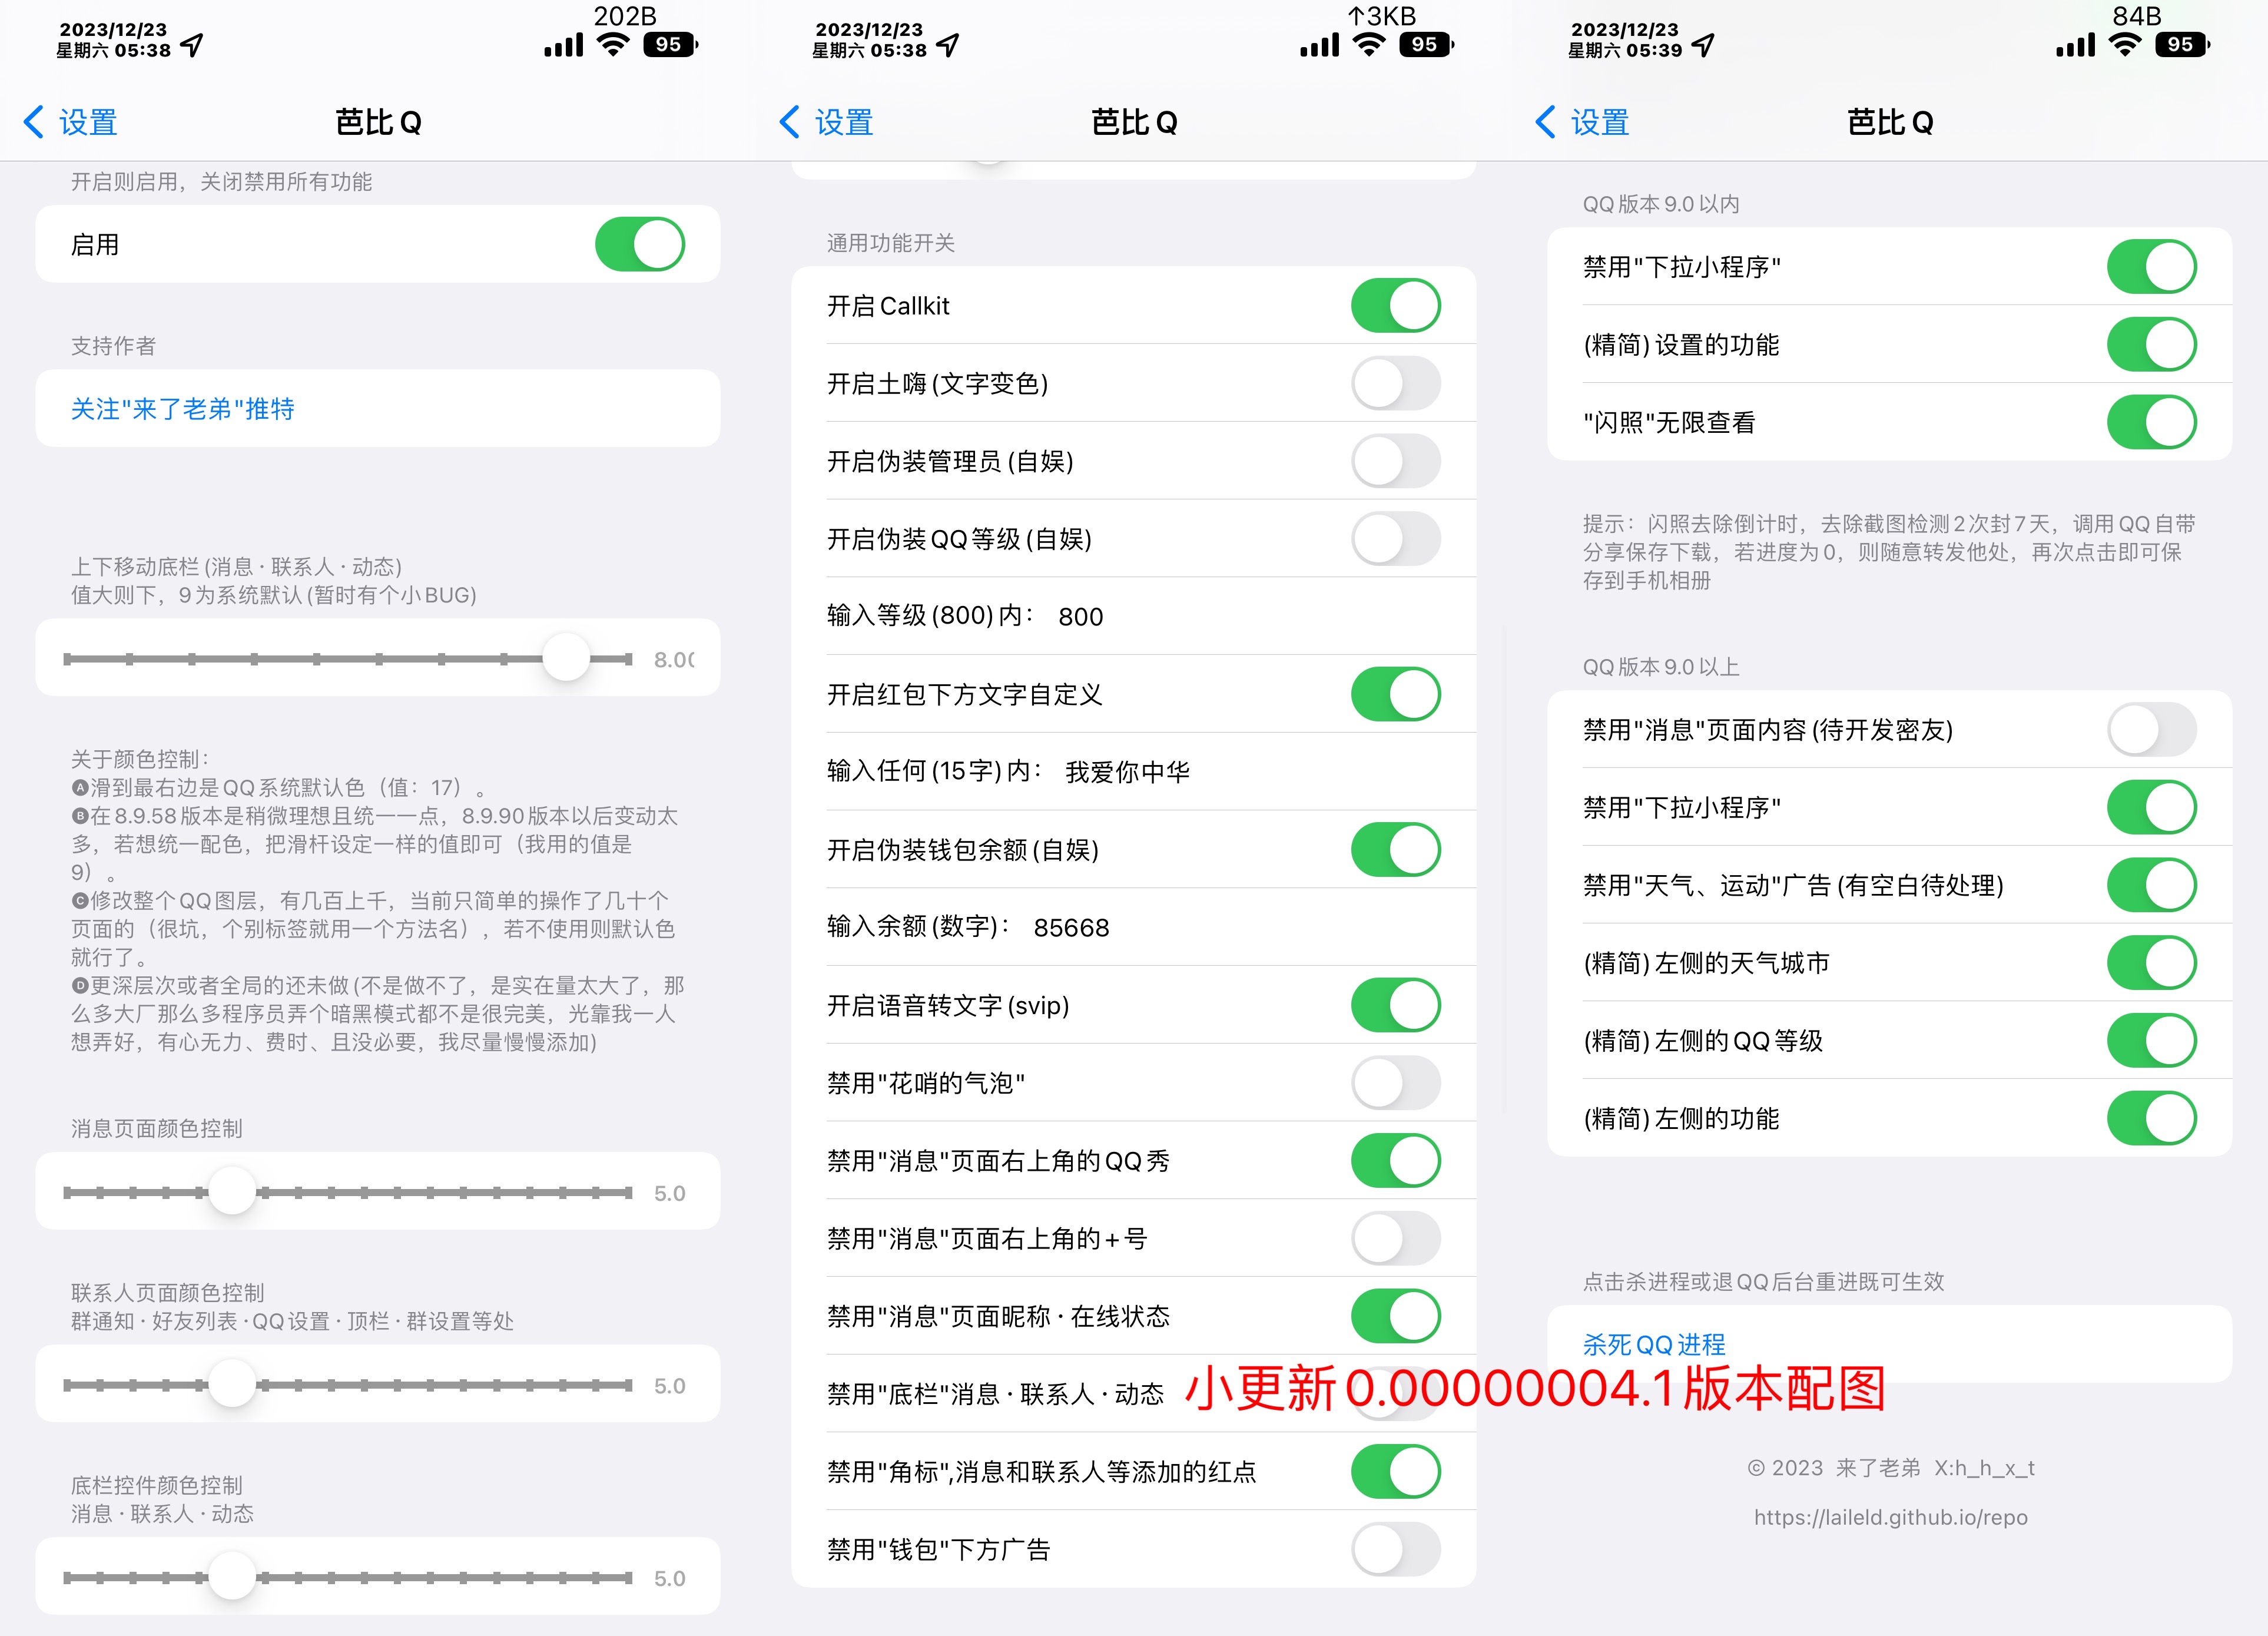 2023/12/23
星期六 05:38
202B
95
设置
芭比Q
开启则启用，关闭禁用所有功能
启用
支持作者
关注"来了老弟"推特
上下移动底栏(消息·联系人·动态)
值大则下，9为系统默认(暂时有个小BUG)
8.0
关于颜色控制：
🅐滑到最右边是QQ系统默认色（值：17）。
🅑在8.9.58版本是稍微理想且统一一点，8.9.90版本以后变动太
多，若想统一配色，把滑杆设定一样的值即可（我用的值是
9）。
🅒修改整个QQ图层，有几百上千，当前只简单的操作了几十个
页面的（很坑，个别标签就用一个方法名），若不使用则默认色
就行了。
🅓更深层次或者全局的还未做(不是做不了，是实在量太大了，那
么多大厂那么多程序员弄个暗黑模式都不是很完美，光靠我一人
想弄好，有心无力、费时、且没必要，我尽量慢慢添加)
消息页面颜色控制
5.0
联系人页面颜色控制
群通知·好友列表·QQ设置·顶栏·群设置等处
5.0
底栏控件颜色控制
消息·联系人·动态
5.0
2023/12/23
星期六 05:38
↑3KB
95
设置
芭比Q
通用功能开关
开启Callkit
开启土嗨(文字变色)
开启伪装管理员(自娱)
开启伪装QQ等级(自娱)
输入等级(800)内： 800
开启红包下方文字自定义
输入任何(15字)内： 我爱你中华
开启伪装钱包余额(自娱)
输入余额(数字)： 85668
开启语音转文字(svip)
禁用"花哨的气泡"
禁用"消息"页面右上角的QQ秀
禁用"消息"页面右上角的+号
禁用"消息"页面昵称·在线状态
禁用"底栏"消息·联系人·动态
禁用"角标",消息和联系人等添加的红点
禁用"钱包"下方广告
2023/12/23
星期六 05:39
84B
95
设置
芭比Q
QQ版本9.0以内
禁用"下拉小程序"
(精简)设置的功能
"闪照"无限查看
提示：闪照去除倒计时，去除截图检测2次封7天，调用QQ自带
分享保存下载，若进度为0，则随意转发他处，再次点击即可保
存到手机相册
QQ版本9.0以上
禁用"消息"页面内容(待开发密友)
禁用"下拉小程序"
禁用"天气、运动"广告(有空白待处理)
(精简)左侧的天气城市
(精简)左侧的QQ等级
(精简)左侧的功能
点击杀进程或退QQ后台重进既可生效
杀死QQ进程
小更新0.00000004.1版本配图
© 2023 来了老弟 X:h_h_x_t
https://laileld.github.io/repo